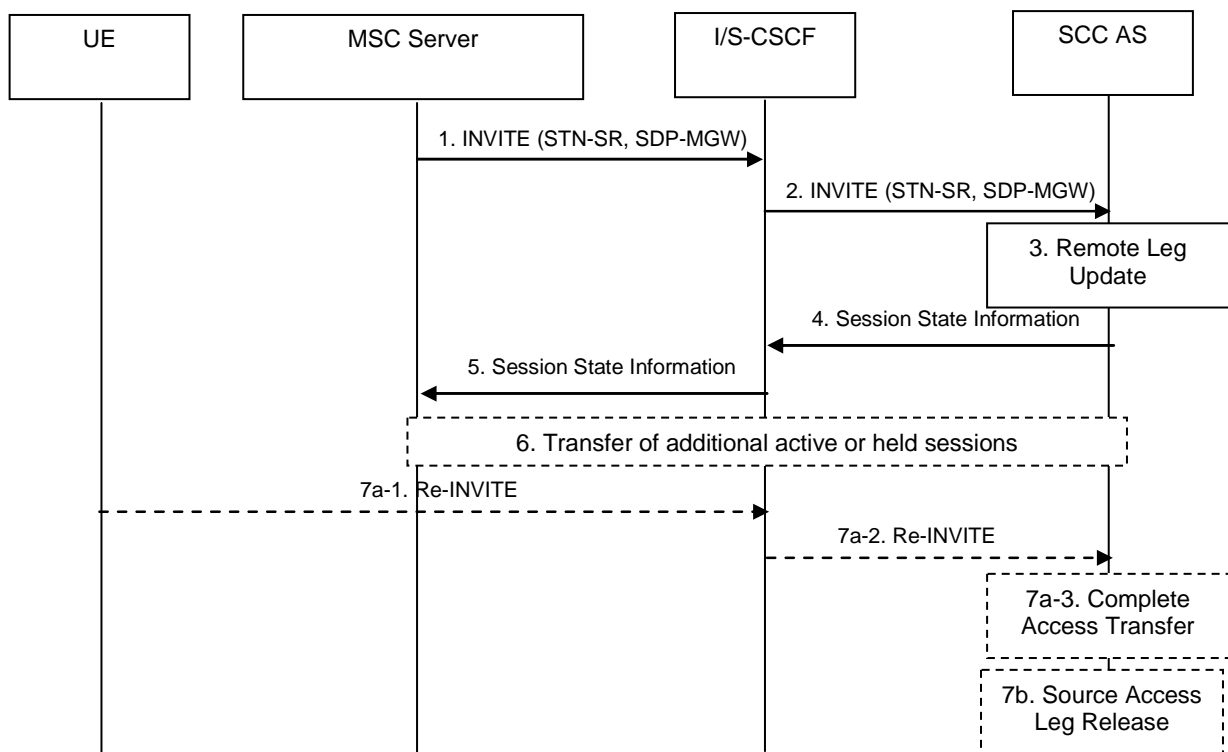 UE
MSC Server
I/S-CSCF
SCC AS
1. INVITE (STN-SR, SDP-MGW)
2. INVITE (STN-SR, SDP-MGW)
3. Remote Leg
Update
4. Session State Information
5. Session State Information
6. Transfer of additional active or held sessions
7a-1. Re-INVITE
7a-2. Re-INVITE
7a-3. Complete
Access Transfer
7b. Source Access
Leg Release